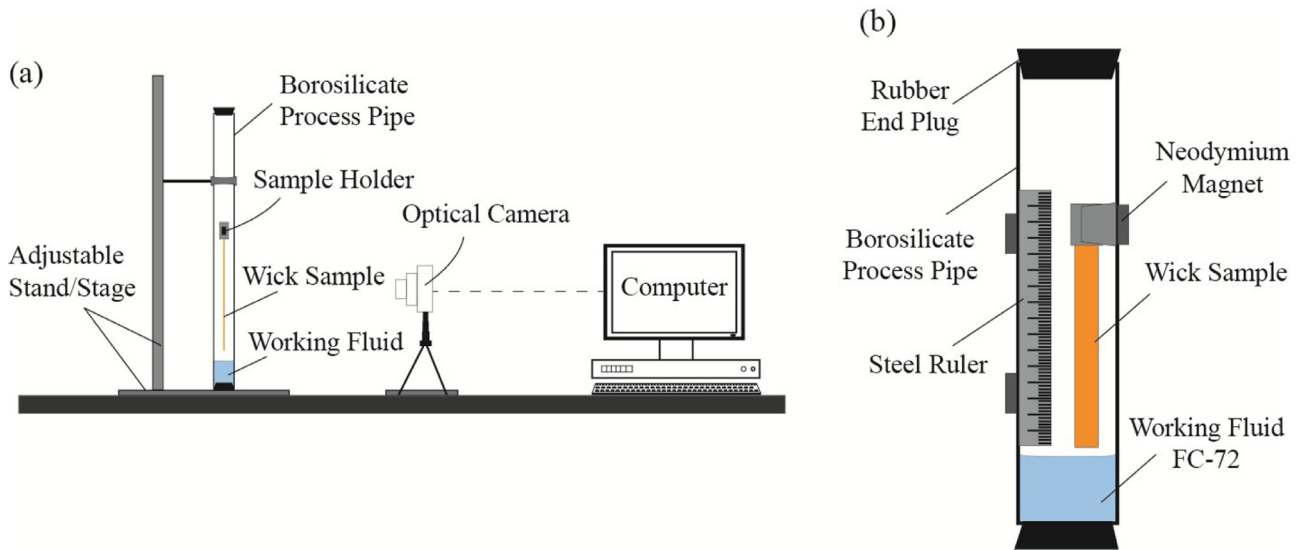 (a)
Borosilicate
Process Pipe
Sample Holder
Optical Camera
Adjustable
Stand/Stage
Wick Sample
Working Fluid
Computer
(b)
Rubber
End Plug
Neodymium
Magnet
Borosilicate
Process Pipe
Wick Sample
Steel Ruler
Working Fluid
FC-72